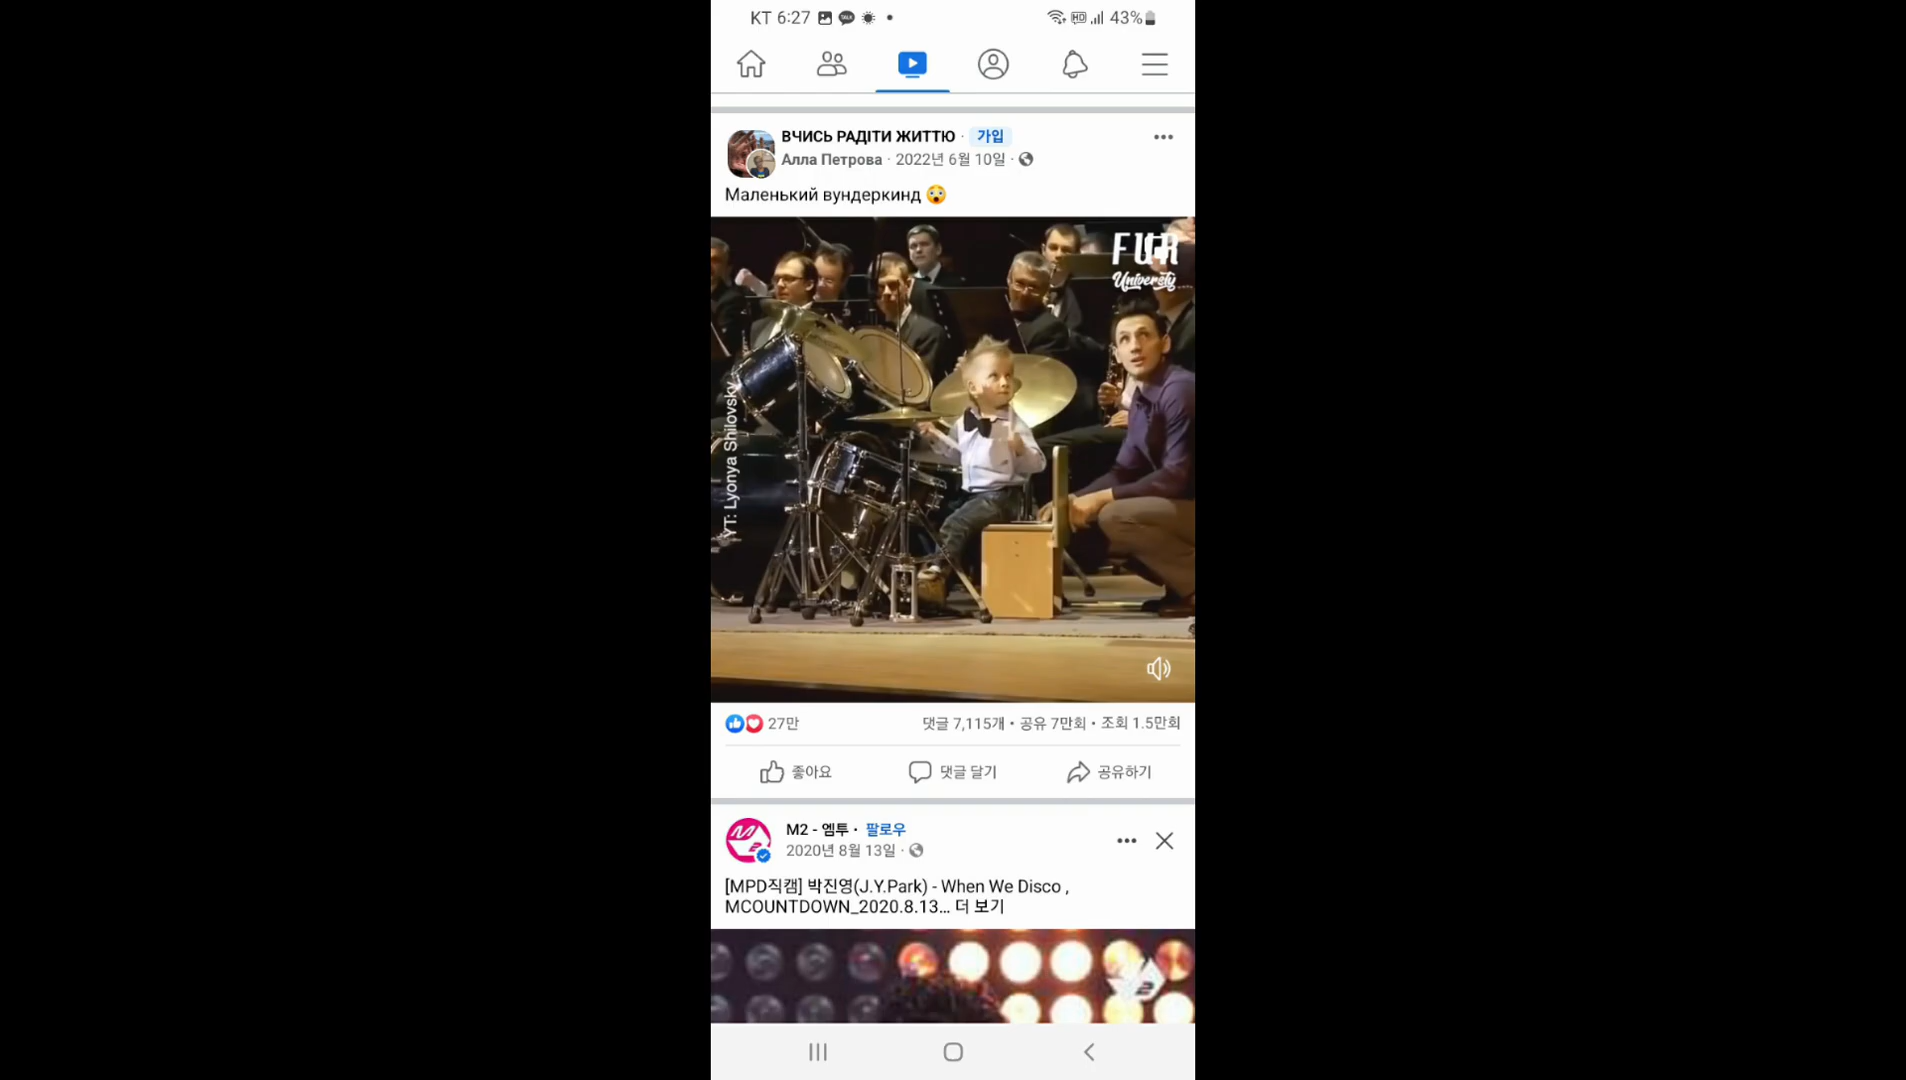 KT 6:27
43%
ВЧИСЬ РАДІТИ ЖИТТЮ · 가입
Алла Петрова · 2022년 6월 10일 ·
Маленький вундеркинд
FUR
University
YT: Lyonya Shilovsky
27만
댓글 7,115개 • 공유 7만회 • 조회 1.5만회
좋아요
댓글 달기
공유하기
M2 - 엠투 · 팔로우
2020년 8월 13일 ·
[MPD직캠] 박진영(J.Y.Park) - When We Disco ,
MCOUNTDOWN_2020.8.13... 더 보기